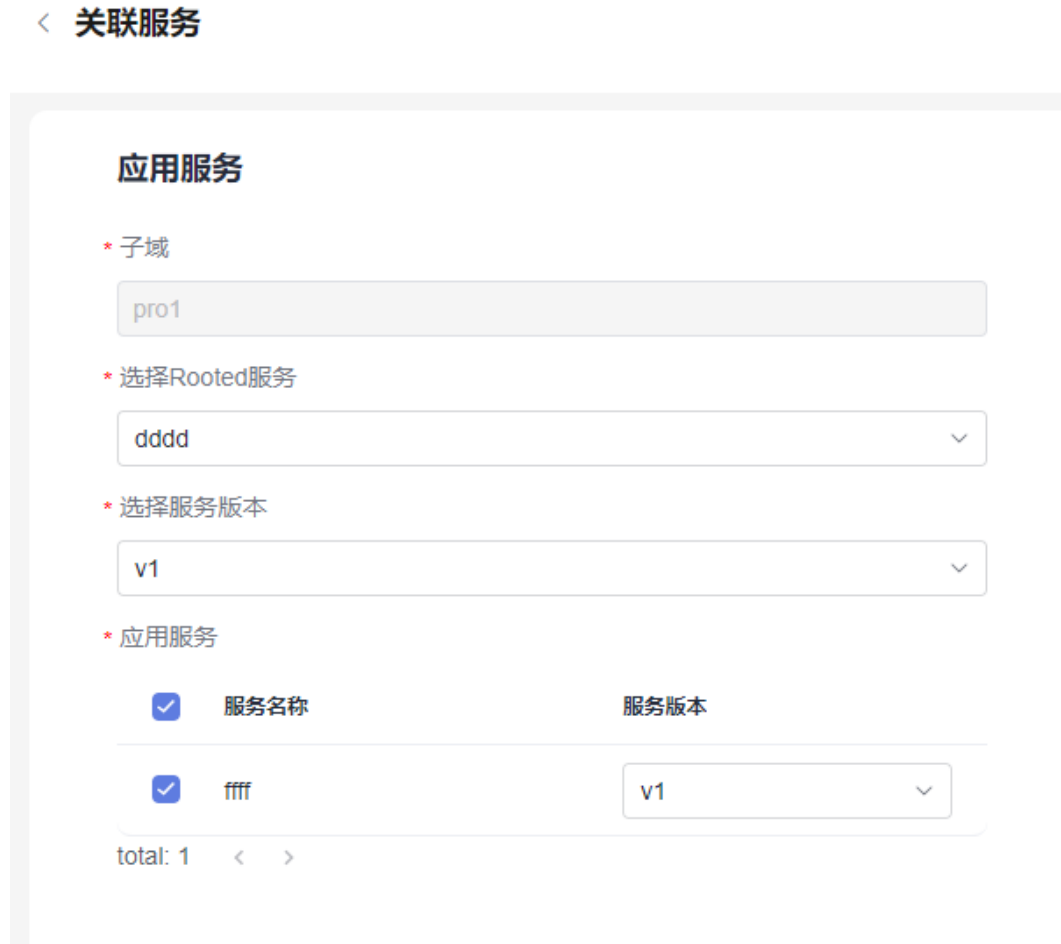 关联服务
应用服务
* 子域
pro1
* 选择Rooted服务
dddd
* 选择服务版本
v1
* 应用服务
服务名称 服务版本
ffff v1
total: 1